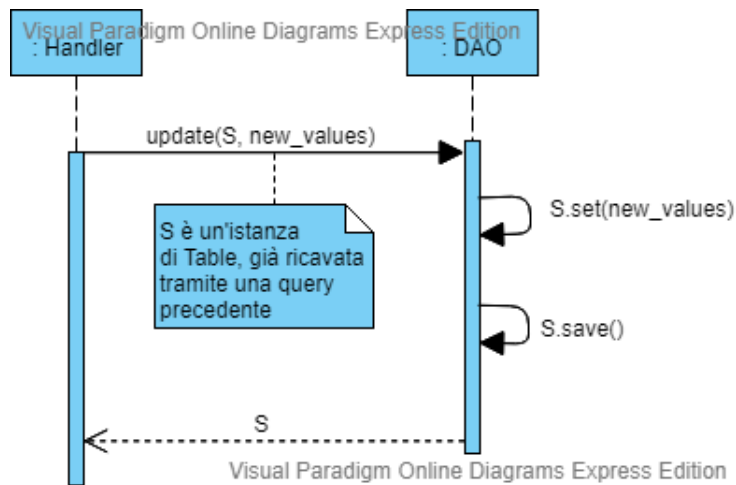 Visual Paradigm Online Diagrams Express Edition
: Handler
: DAO
update(S, new_values)
S è un'istanza
di Table, già ricavata
tramite una query
precedente
S.set(new_values)
S.save()
S
Visual Paradigm Online Diagrams Express Edition